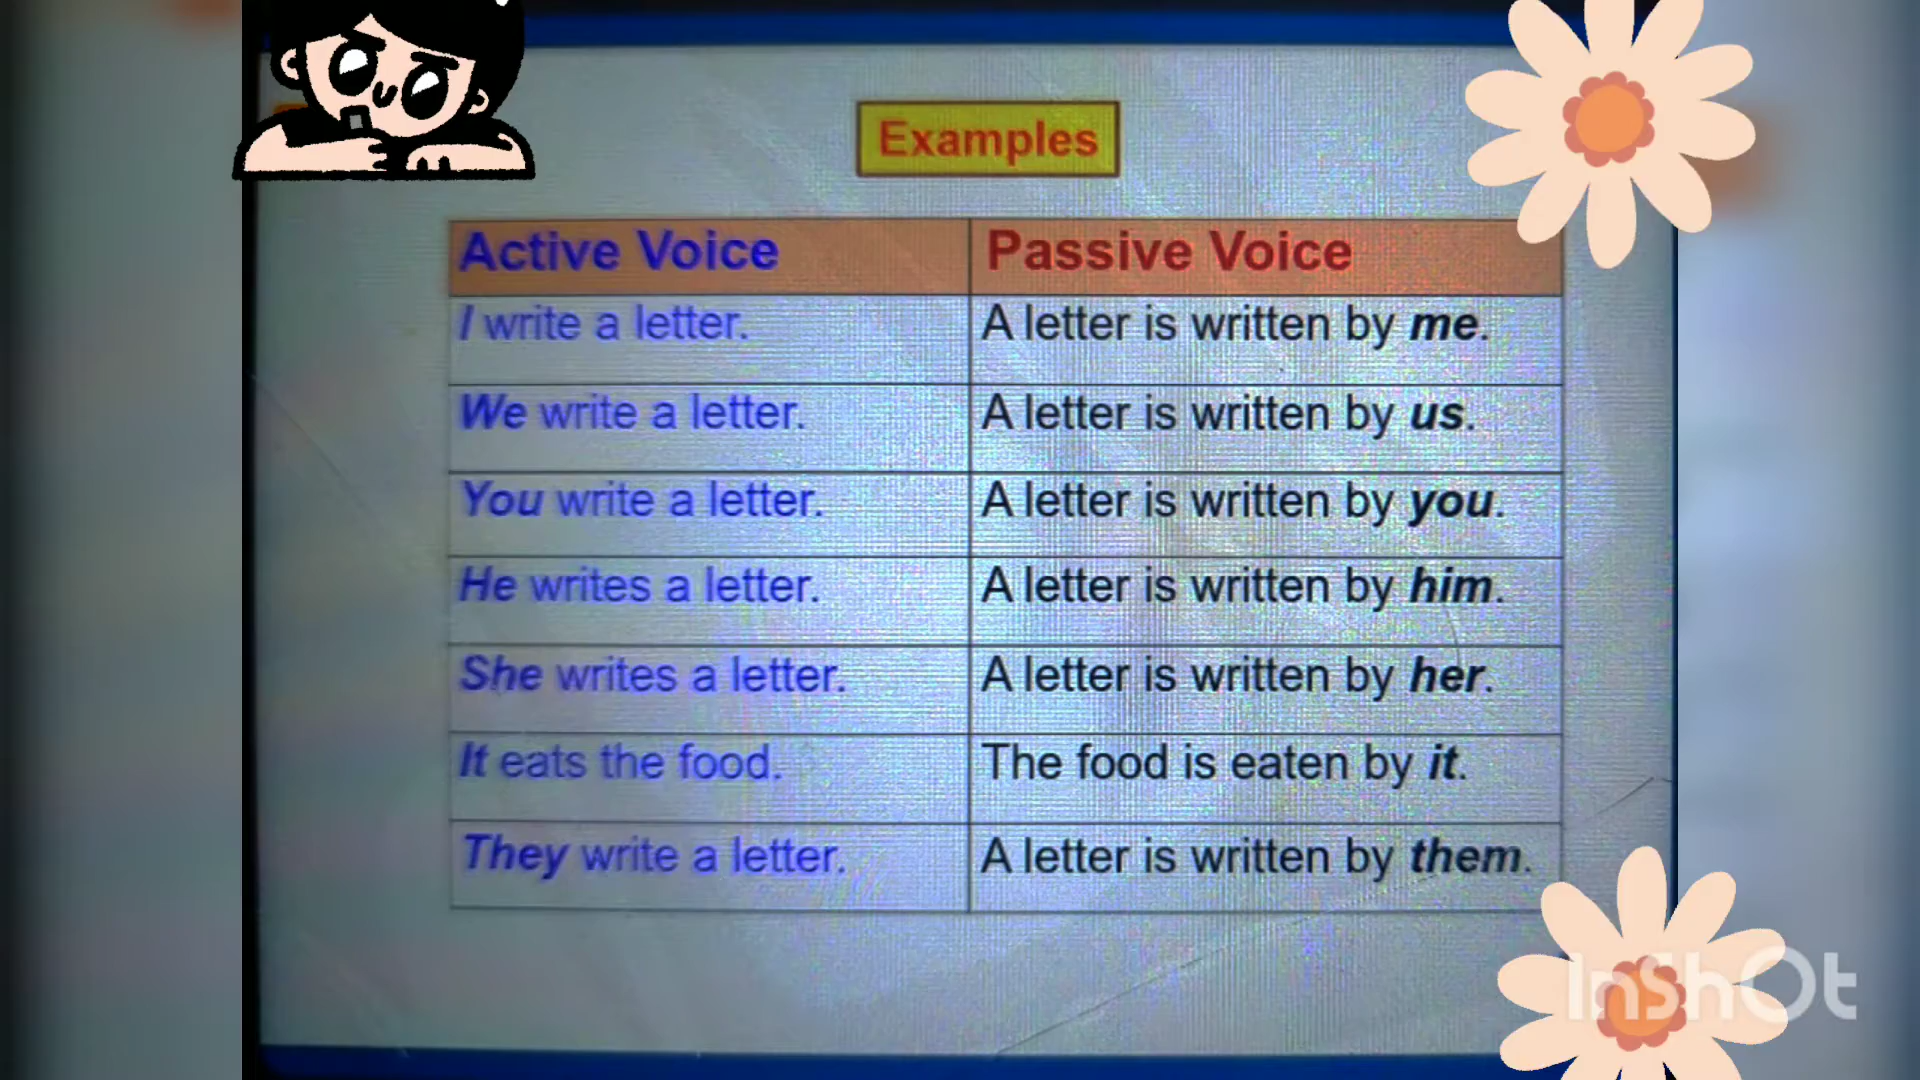 Examples
Active Voice Passive Voice
I write a letter. A letter is written by me.
We write a letter. A letter is written by us.
You write a letter. A letter is written by you.
He writes a letter. A letter is written by him.
She writes a letter. A letter is written by her.
It eats the food. The food is eaten by it.
They write a letter. A letter is written by them.
InShOt